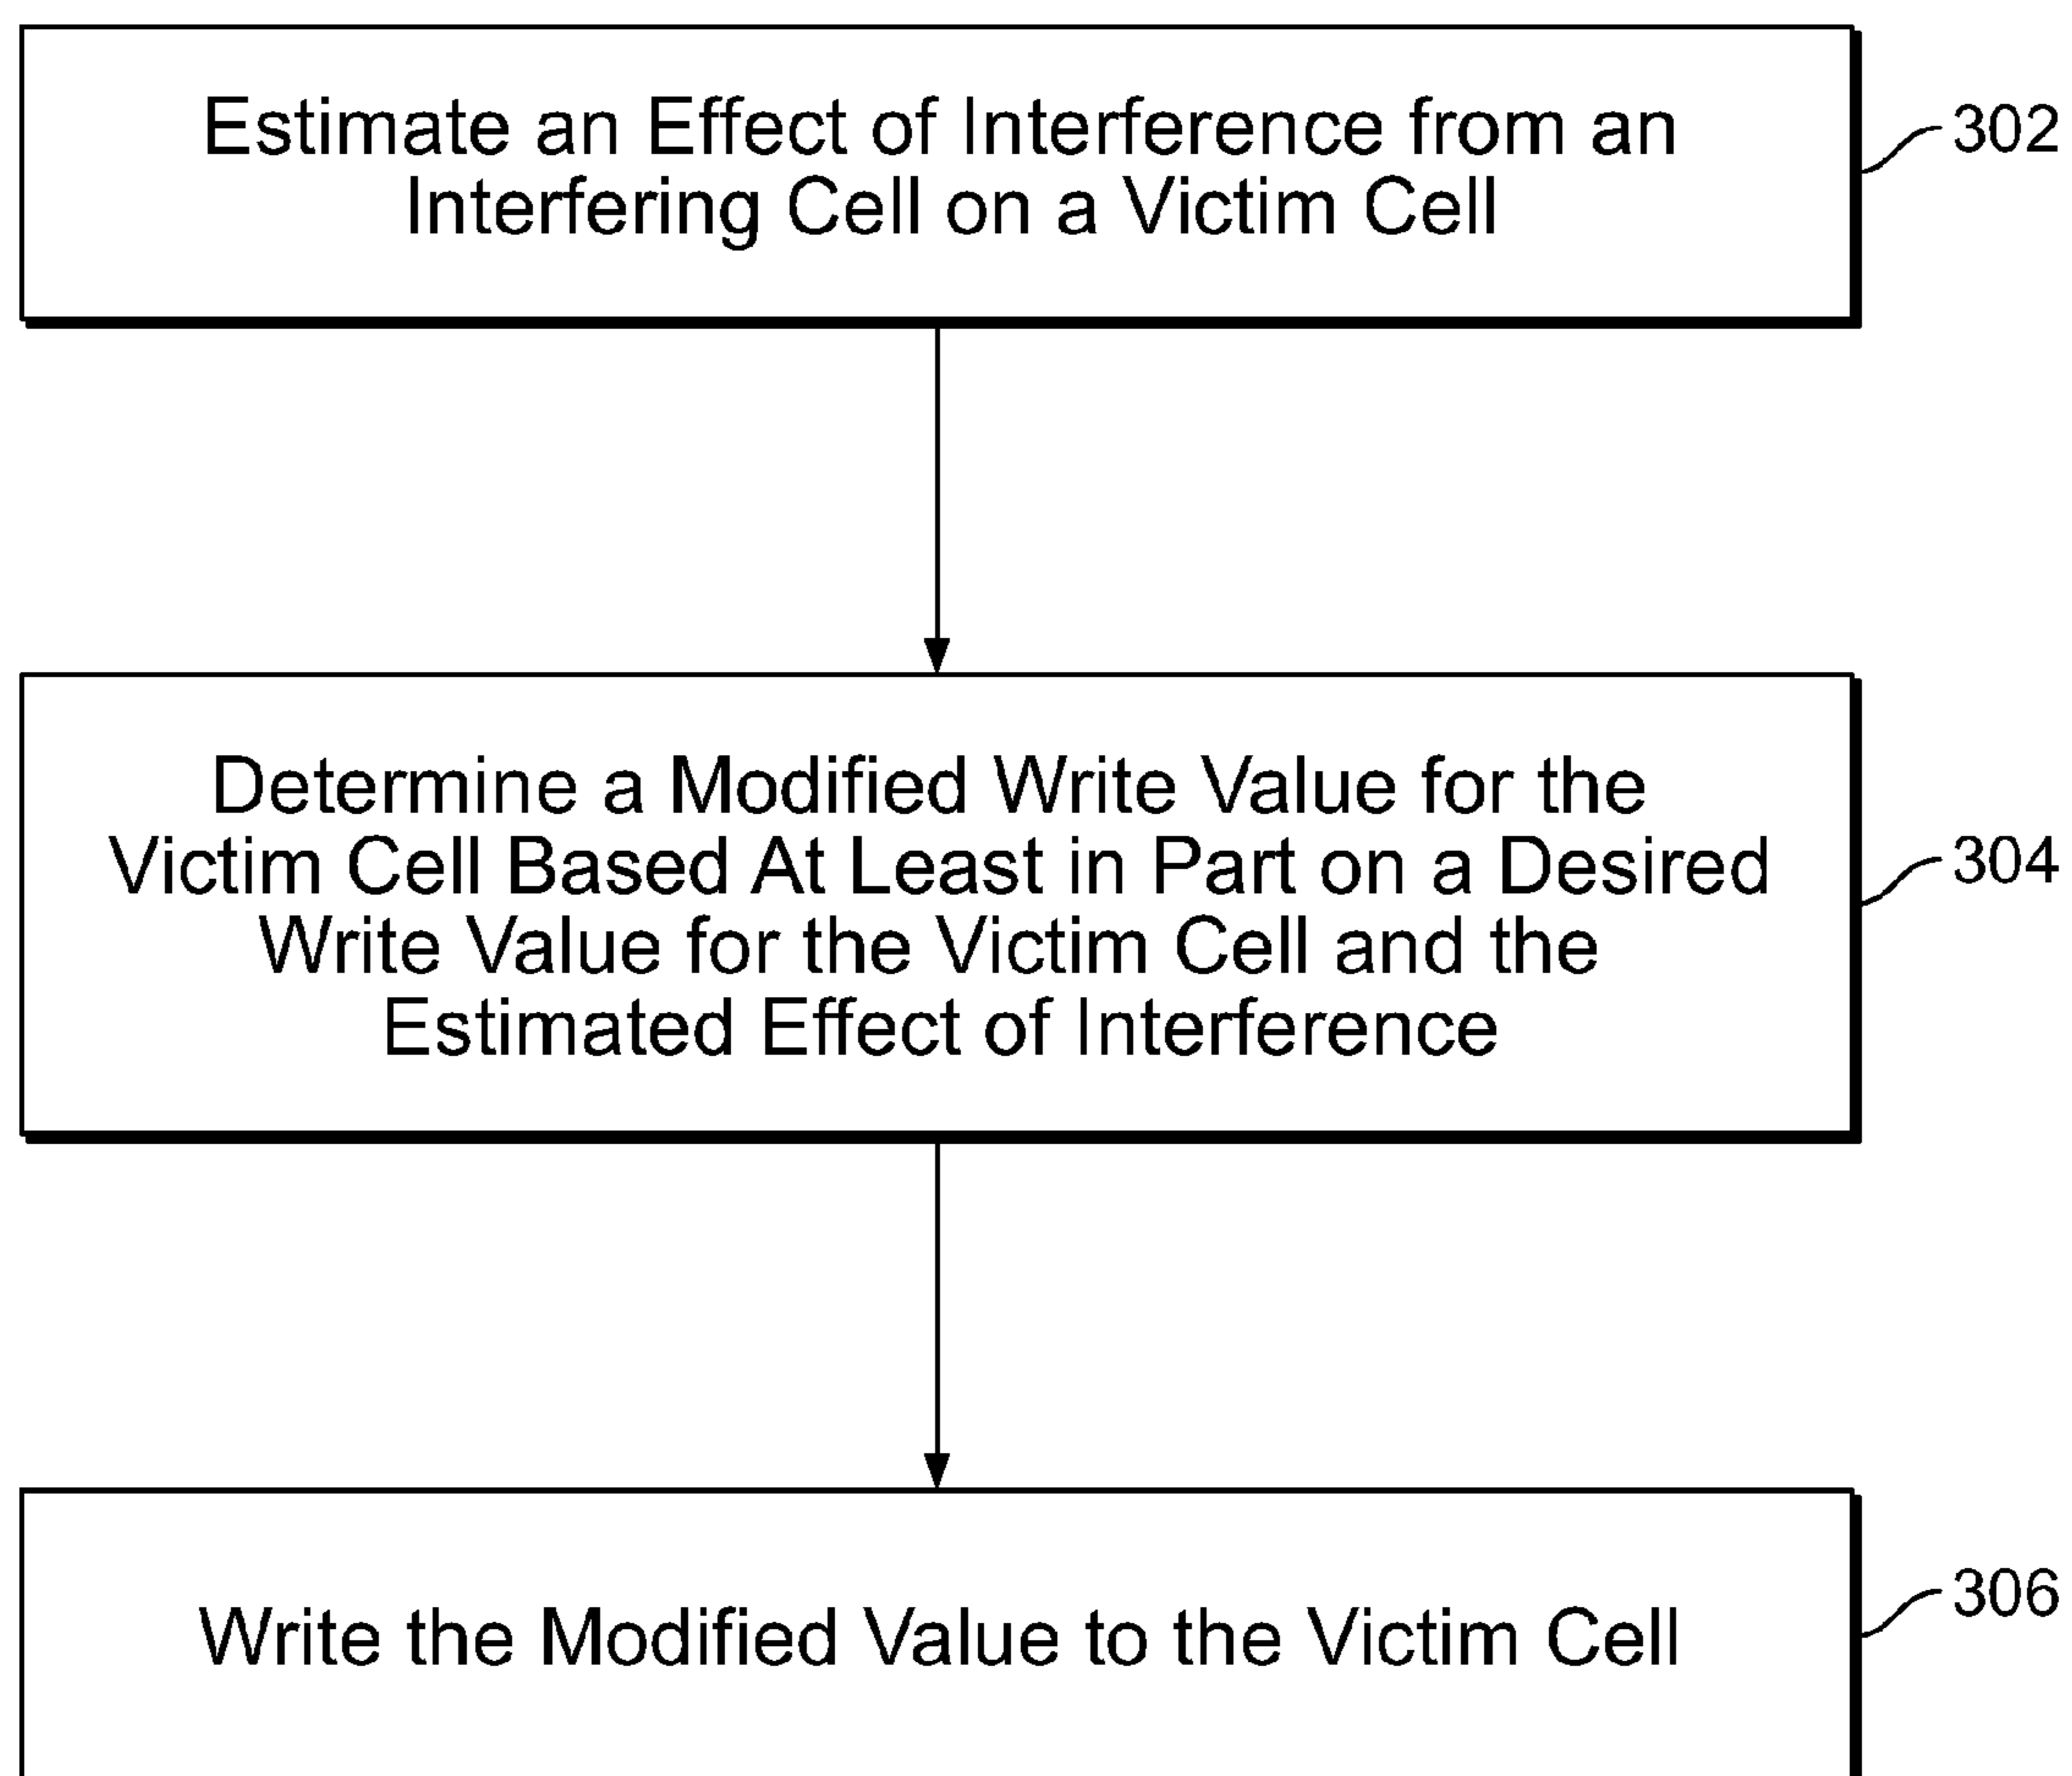 Estimate an Effect of Interference from an
Interfering Cell on a Victim Cell
302
Determine a Modified Write Value for the
Victim Cell Based At Least in Part on a Desired
Write Value for the Victim Cell and the
Estimated Effect of Interference
304
Write the Modified Value to the Victim Cell
306